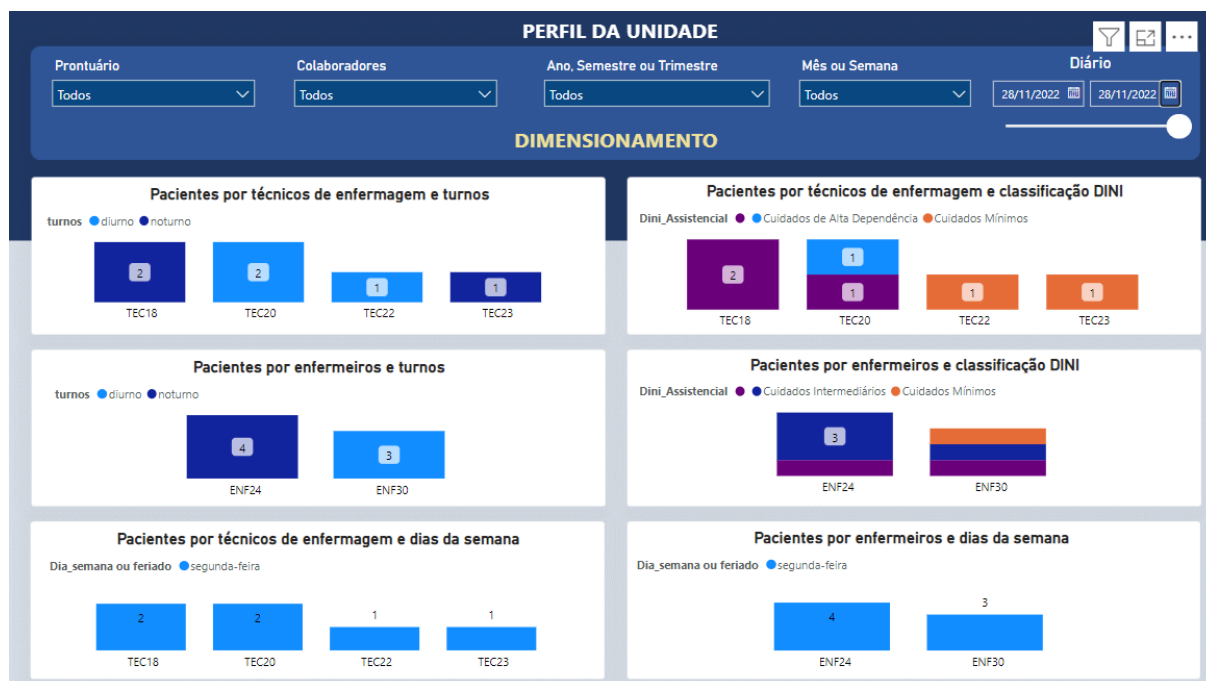 PERFIL DA UNIDADE
Prontuário
Colaboradores
Ano, Semestre ou Trimestre
Mês ou Semana
Diário
Todos
Todos
Todos
Todos
28/11/2022
28/11/2022
DIMENSIONAMENTO
Pacientes por técnicos de enfermagem e turnos
turnos diurno noturno
2
2
1
1
TEC18
TEC20
TEC22
TEC23
Pacientes por técnicos de enfermagem e classificação DINI
Dini_Assistencial Cuidados de Alta Dependência Cuidados Mínimos
2
1
1
1
1
TEC18
TEC20
TEC22
TEC23
Pacientes por enfermeiros e turnos
turnos diurno noturno
4
3
ENF24
ENF30
Pacientes por enfermeiros e classificação DINI
Dini_Assistencial Cuidados Intermediários Cuidados Mínimos
3
ENF24
ENF30
Pacientes por técnicos de enfermagem e dias da semana
Dia_semana ou feriado segunda-feira
2
2
1
1
TEC18
TEC20
TEC22
TEC23
Pacientes por enfermeiros e dias da semana
Dia_semana ou feriado segunda-feira
4
3
ENF24
ENF30